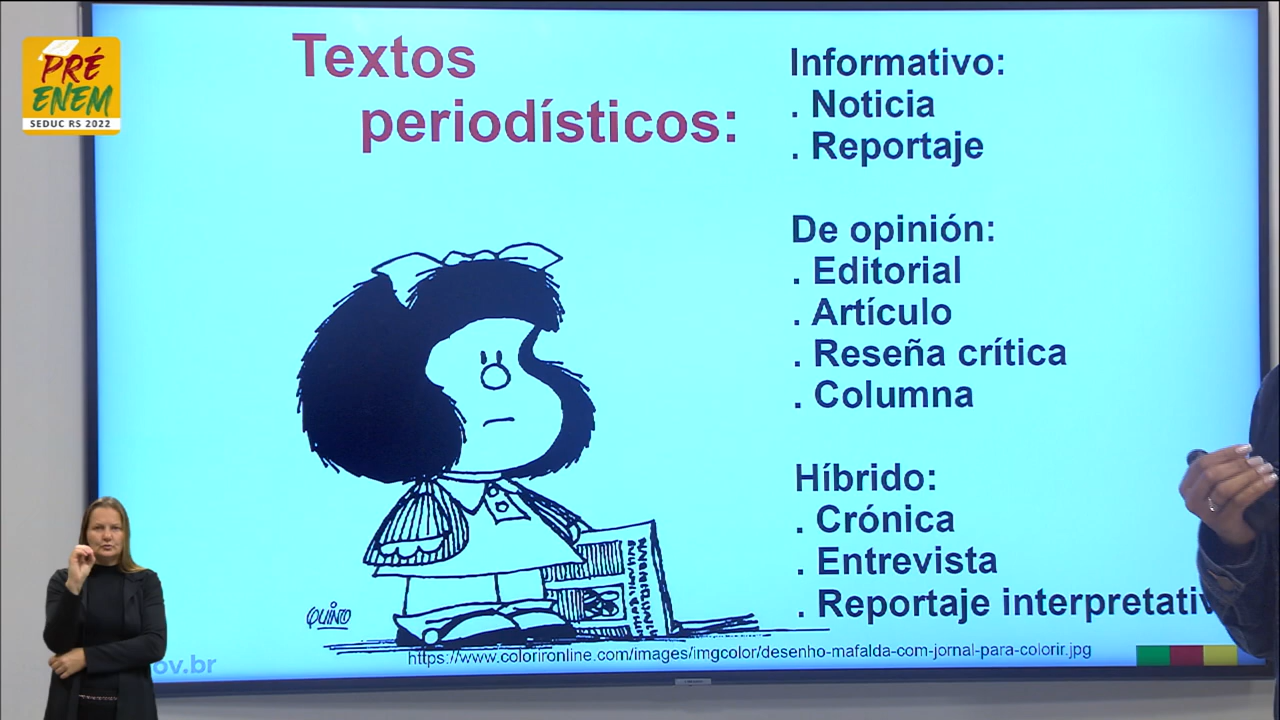 PRÉ
ENEM
SEDUC RS 2022
Textos
periodísticos:
Informativo:
. Noticia
. Reportaje
De opinión:
. Editorial
. Artículo
. Reseña crítica
. Columna
Híbrido:
. Crónica
. Entrevista
. Reportaje interpretativ
QUINO
https://www.colorironline.com/images/imgcolor/desenho-mafalda-com-jornal-para-colorir.jpg
ov.br